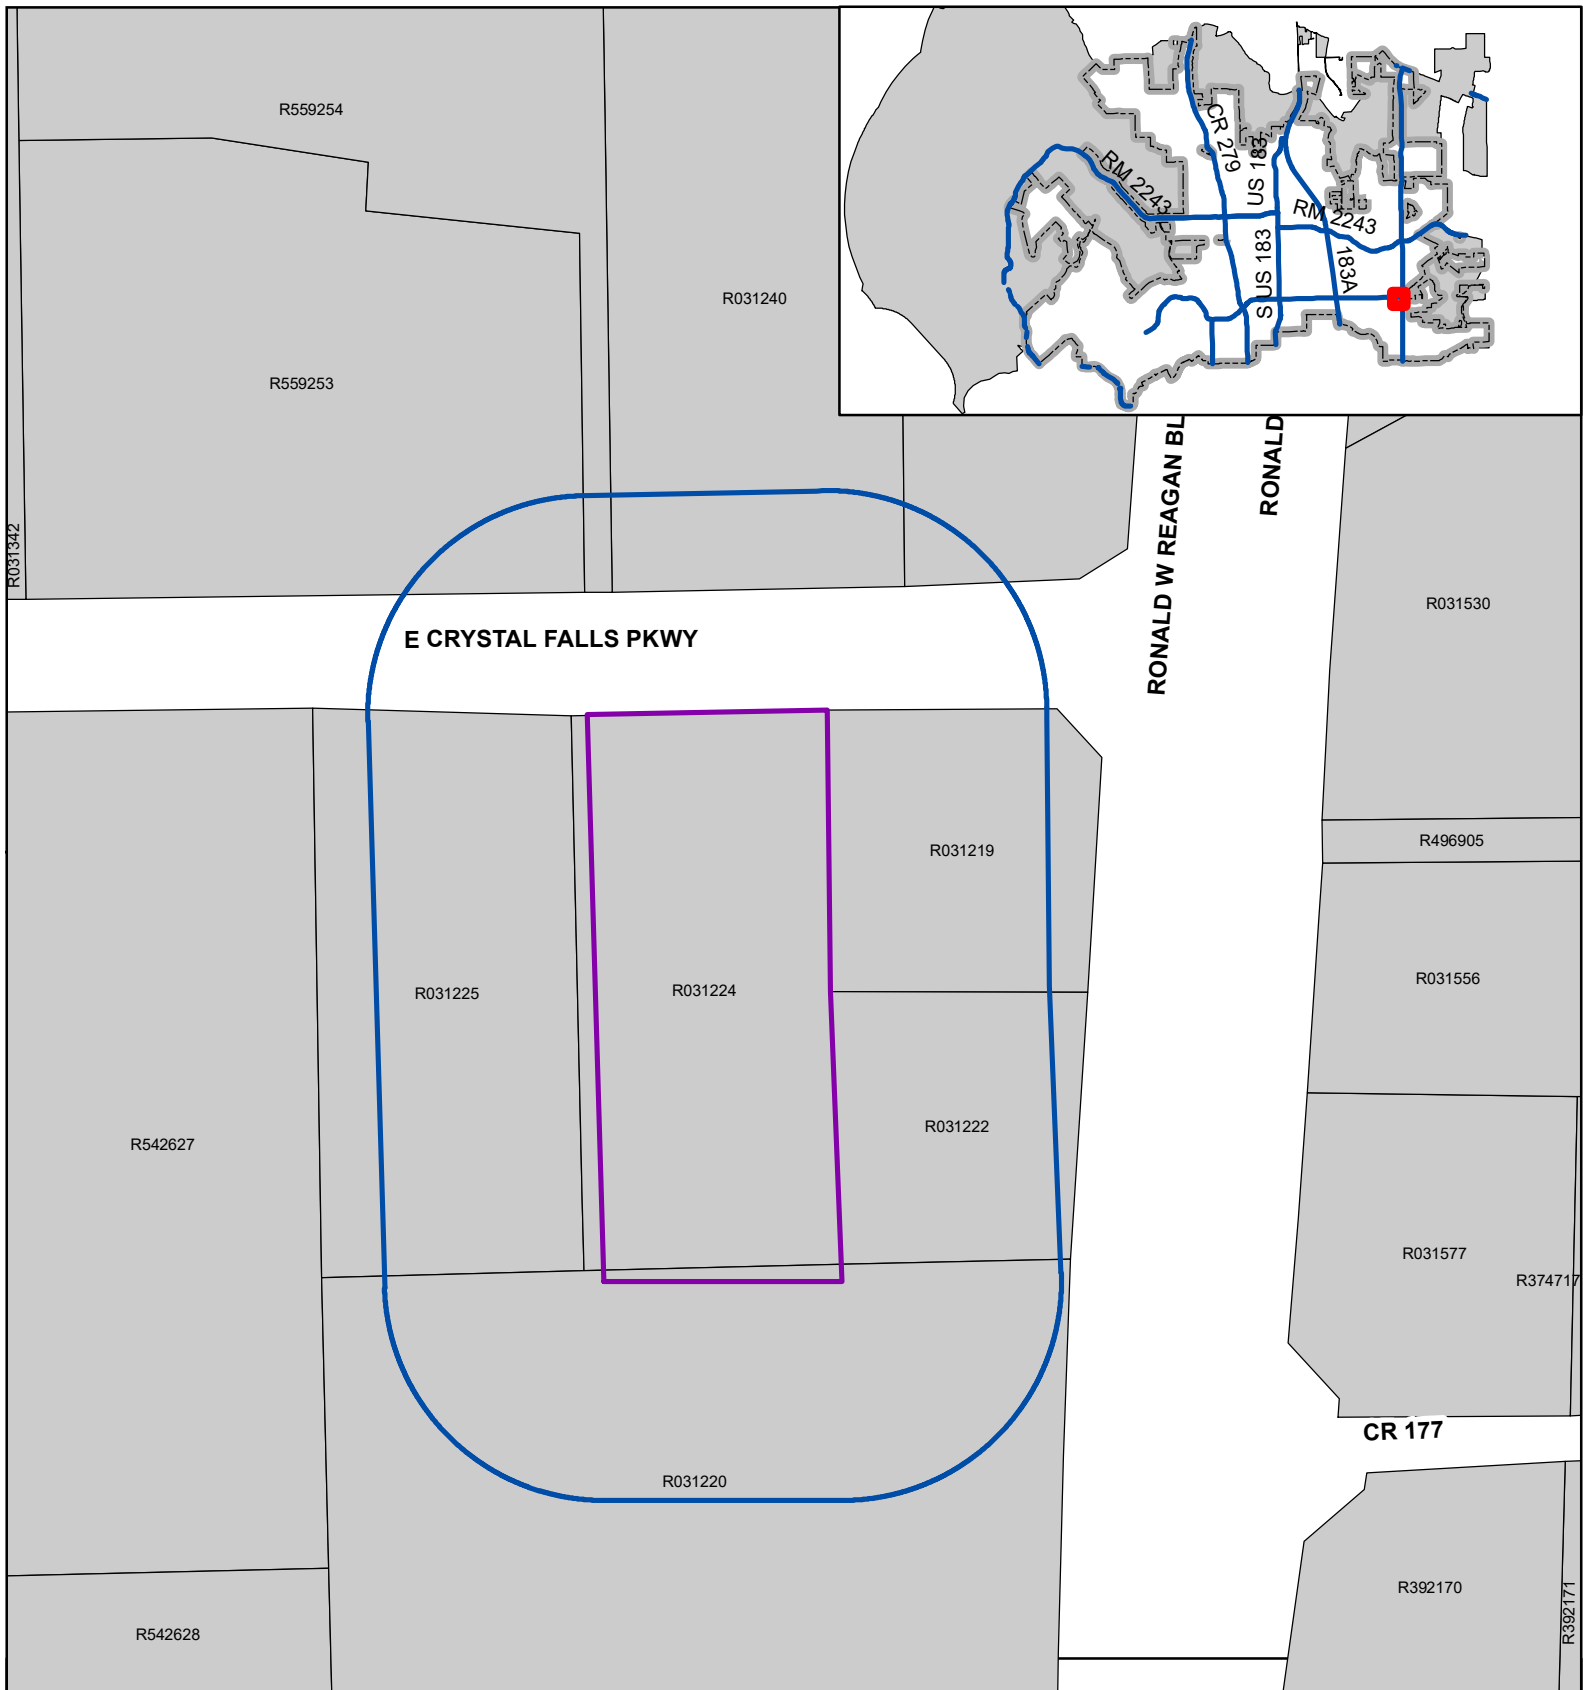 R559254
R031240
R559253
R031342
CR 279
US 183
RM 2243
RM 2243
S US 183
183A
RONALD W REAGAN BL
RONALD
R031530
E CRYSTAL FALLS PKWY
R031219
R496905
R031225
R031224
R031556
R542627
R031222
R031577
R374717
CR 177
R031220
R392170
R392171
R542628